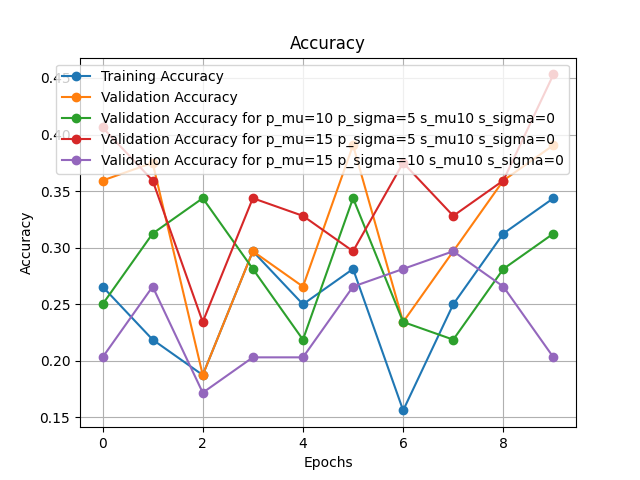 Accuracy
Training Accuracy
Validation Accuracy
Validation Accuracy for p_mu=10 p_sigma=5 s_mu10 s_sigma=0
Validation Accuracy for p_mu=15 p_sigma=5 s_mu10 s_sigma=0
Validation Accuracy for p_mu=15 p_sigma=10 s_mu10 s_sigma=0
0.45
0.40
0.35
0.30
0.25
0.20
0.15
Accuracy
0 2 4 6 8
Epochs